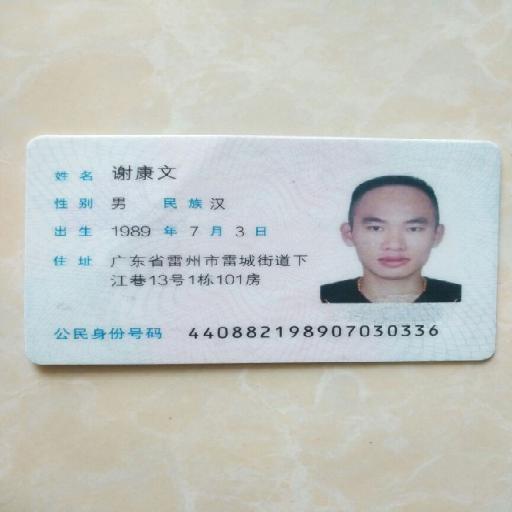 姓名 谢康文
性别 男 民族 汉
出生 1989 年 7 月 3 日
住址 广东省雷州市雷城街道下
江巷13号1栋101房
公民身份号码 440882198907030336